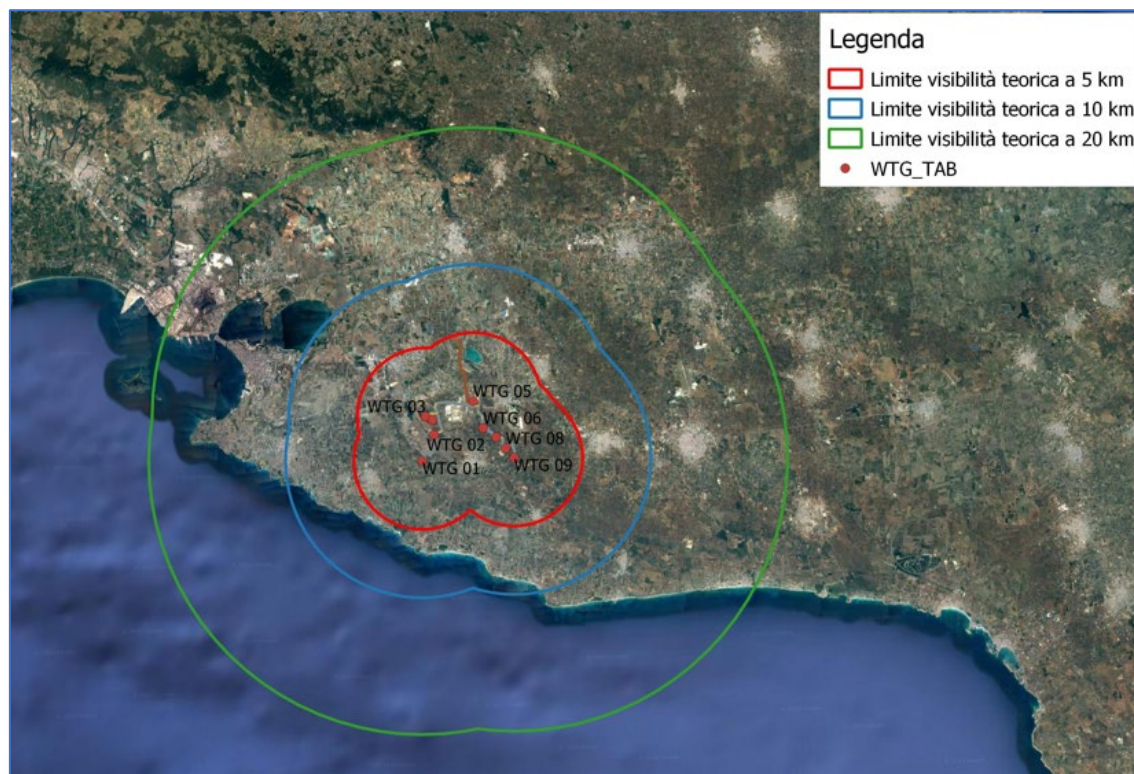 Legenda
Limite visibilità teorica a 5 km
Limite visibilità teorica a 10 km
Limite visibilità teorica a 20 km
WTG_TAB
WTG 05
WTG 03
WTG 06
WTG 02
WTG 08
WTG 01
WTG 09